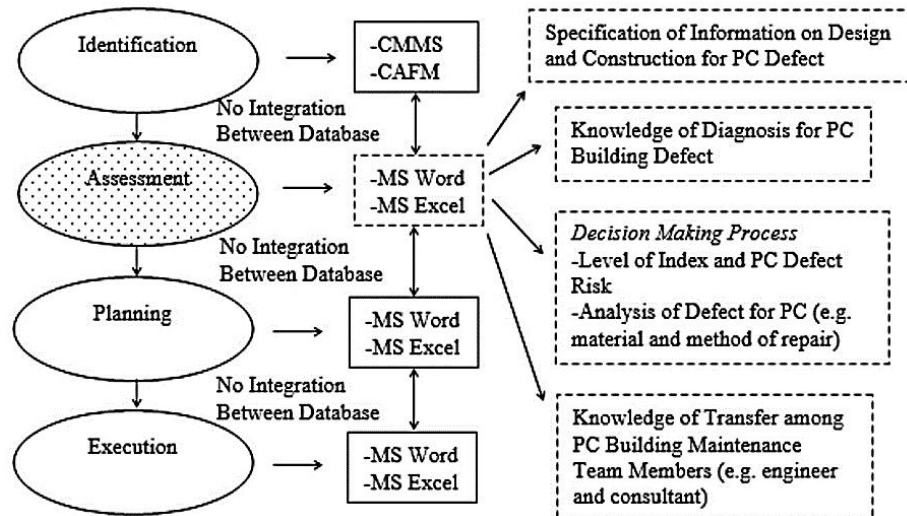 Identification
-CMMS
-CAFM
Specification of Information on Design
and Construction for PC Defect
No Integration
Between Database
Knowledge of Diagnosis for PC
Building Defect
Assessment
-MS Word
-MS Excel
No Integration
Between Database
Decision Making Process
-Level of Index and PC Defect
Risk
-Analysis of Defect for PC (e.g.
material and method of repair)
Planning
-MS Word
-MS Excel
No Integration
Between Database
Knowledge of Transfer among
PC Building Maintenance
Team Members (e.g. engineer
and consultant)
Execution
-MS Word
-MS Excel